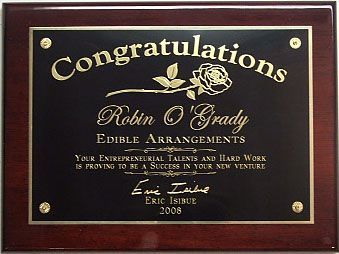 Congratulations
Robin O'Grady
Edible Arrangements
Your Entrepreneurial Talents and Hard Work
is proving to be a Success in your new venture
Eric Isibue
Eric Isibue
2008